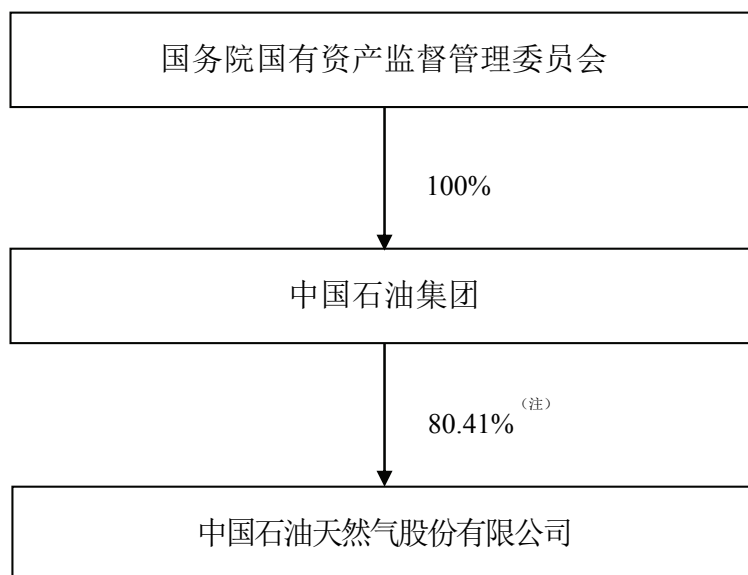 国务院国有资产监督管理委员会
100%
中国石油集团
80.41%（注）
中国石油天然气股份有限公司